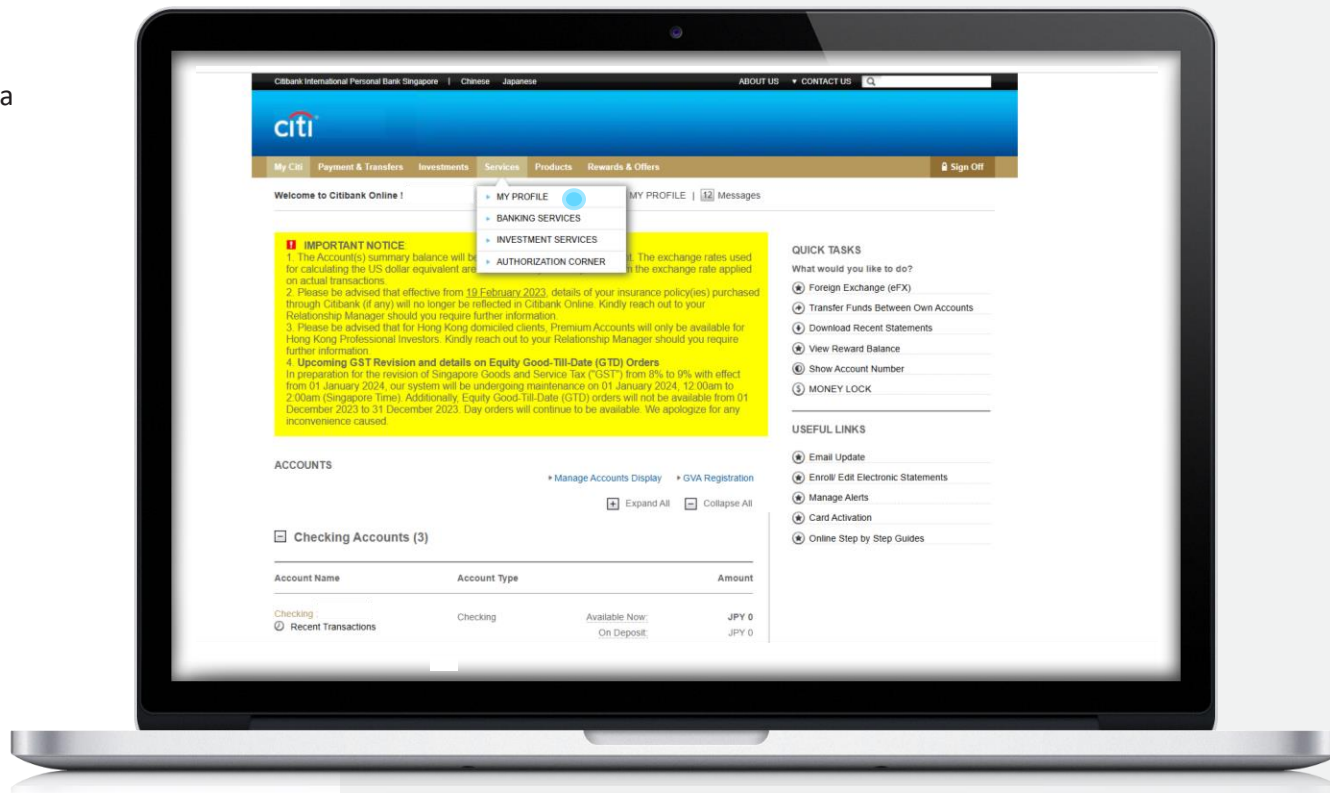 a
Citibank International Personal Bank Singapore | Chinese Japanese ABOUT US ▼ CONTACT US
citi
My Citi Payment & Transfers Investments Services Products Rewards & Offers Sign Off
Welcome to Citibank Online !
MY PROFILE | 12 Messages
MY PROFILE
BANKING SERVICES
INVESTMENT SERVICES
AUTHORIZATION CORNER
IMPORTANT NOTICE
1. The Account(s) summary balance will be t. The exchange rates used
for calculating the US dollar equivalent are the exchange rate applied
on actual transactions.
2. Please be advised that effective from 19 February 2023, details of your insurance policy(ies) purchased
through Citibank (if any) will no longer be reflected in Citibank Online. Kindly reach out to your
Relationship Manager should you require further information.
3. Please be advised that for Hong Kong domiciled clients, Premium Accounts will only be available for
Hong Kong Professional Investors. Kindly reach out to your Relationship Manager should you require
further information.
4. Upcoming GST Revision and details on Equity Good-Till-Date (GTD) Orders
In preparation for the revision of Singapore Goods and Service Tax ("GST") from 8% to 9% with effect
from 01 January 2024, our system will be undergoing maintenance on 01 January 2024, 12:00am to
2:00am (Singapore Time). Additionally, Equity Good-Till-Date (GTD) orders will not be available from 01
December 2023 to 31 December 2023. Day orders will continue to be available. We apologize for any
inconvenience caused.
ACCOUNTS
Manage Accounts Display GVA Registration
Expand All Collapse All
Checking Accounts (3)
Account Name Account Type Amount
Checking : Checking Available Now: JPY 0
Recent Transactions On Deposit: JPY 0
QUICK TASKS
What would you like to do?
Foreign Exchange (eFX)
Transfer Funds Between Own Accounts
Download Recent Statements
View Reward Balance
Show Account Number
MONEY LOCK
USEFUL LINKS
Email Update
Enroll/ Edit Electronic Statements
Manage Alerts
Card Activation
Online Step by Step Guides